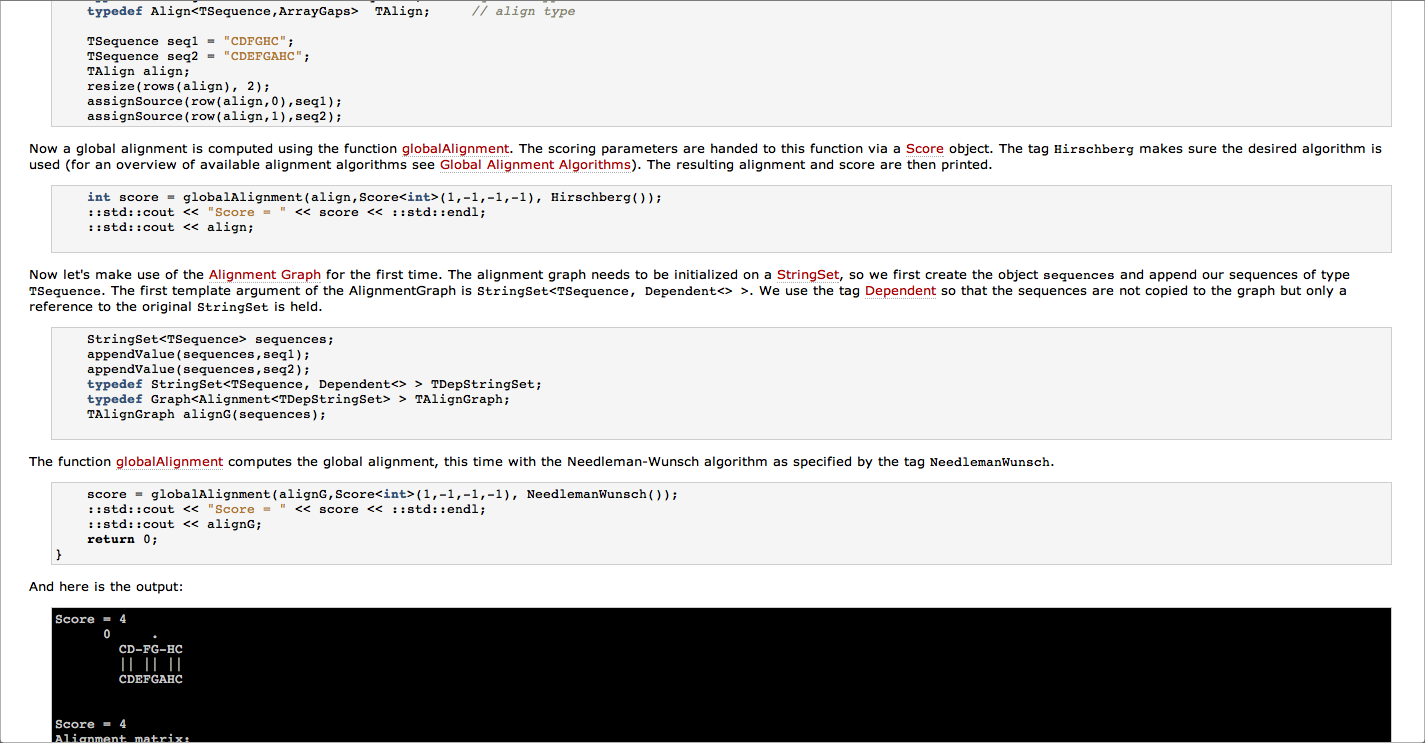 typedef Align<TSequence,ArrayGaps>  TAlign;     // align type
TSequence seq1 = "CDFGHC";
TSequence seq2 = "CDEFGAHC";
TAlign align;
resize(rows(align), 2);
assignSource(row(align,0),seq1);
assignSource(row(align,1),seq2);
Now a global alignment is computed using the function globalAlignment. The scoring parameters are handed to this function via a Score object. The tag Hirschberg makes sure the desired algorithm is
used (for an overview of available alignment algorithms see Global Alignment Algorithms). The resulting alignment and score are then printed.
int score = globalAlignment(align,Score<int>(1,-1,-1,-1), Hirschberg());
::std::cout << "Score = " << score << ::std::endl;
::std::cout << align;
Now let's make use of the Alignment Graph for the first time. The alignment graph needs to be initialized on a StringSet, so we first create the object sequences and append our sequences of type
TSequence. The first template argument of the AlignmentGraph is StringSet<TSequence, Dependent<> >. We use the tag Dependent so that the sequences are not copied to the graph but only a
reference to the original StringSet is held.
StringSet<TSequence> sequences;
appendValue(sequences,seq1);
appendValue(sequences,seq2);
typedef StringSet<TSequence, Dependent<> > TDepStringSet;
typedef Graph<Alignment<TDepStringSet> > TAlignGraph;
TAlignGraph alignG(sequences);
The function globalAlignment computes the global alignment, this time with the Needleman-Wunsch algorithm as specified by the tag NeedlemanWunsch.
score = globalAlignment(alignG,Score<int>(1,-1,-1,-1), NeedlemanWunsch());
::std::cout << "Score = " << score << ::std::endl;
::std::cout << alignG;
return 0;
}
And here is the output:
Score = 4
0     .
CD-FG-HC
|| || ||
CDEFGAHC
Score = 4
Alignment matrix: